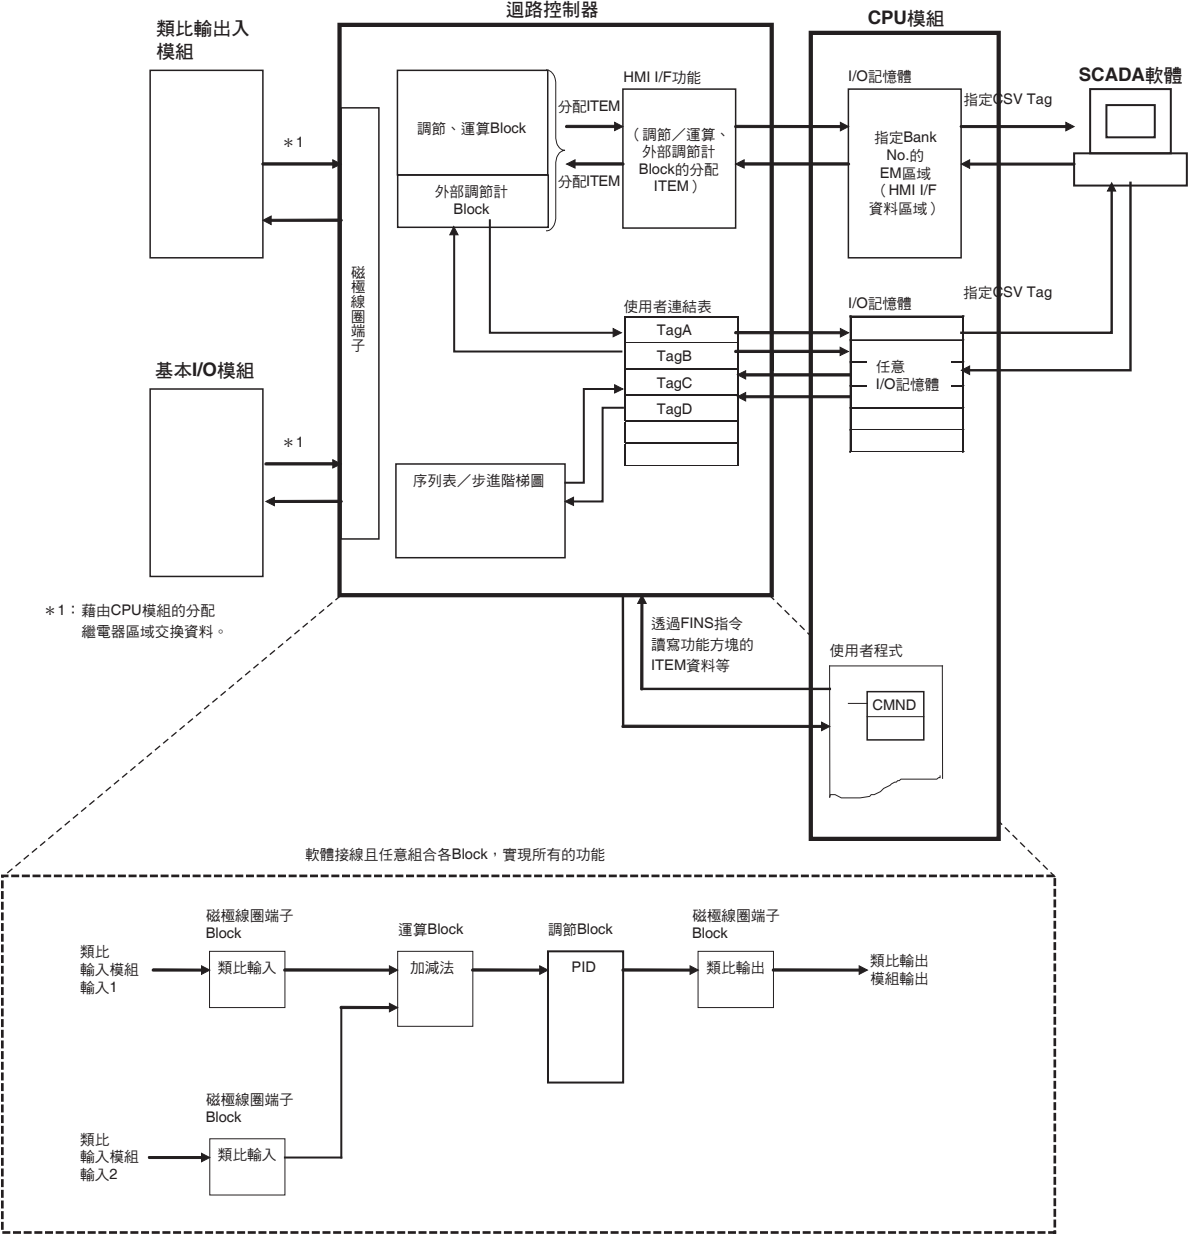 迴路控制器
CPU模組
類比輸出入
模組
HMI I/F功能
I/O記憶體
SCADA軟體
指定CSV Tag
分配ITEM
調節、運算Block
（調節／運算、
外部調節計
Block的分配
ITEM）
指定Bank
No.的
EM區域
（HMI I/F
資料區域）
＊1
分配ITEM
外部調節計
Block
磁極線圈端子
使用者連結表
I/O記憶體
指定CSV Tag
TagA
TagB
TagC
TagD
任意
I/O記憶體
基本I/O模組
＊1
序列表／步進階梯圖
＊1：藉由CPU模組的分配
繼電器區域交換資料。
透過FINS指令
讀寫功能方塊的
ITEM資料等
使用者程式
CMND
軟體接線且任意組合各Block，實現所有的功能
磁極線圈端子
Block
運算Block
調節Block
磁極線圈端子
Block
類比
輸入模組
輸入1
類比輸入
加減法
PID
類比輸出
類比輸出
模組輸出
磁極線圈端子
Block
類比
輸入模組
輸入2
類比輸入